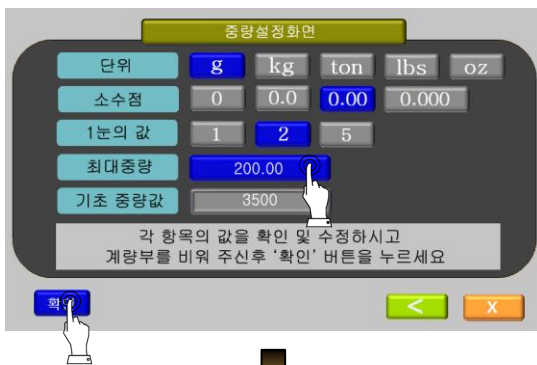 중량설정화면
단위 g kg ton lbs oz
소수점 0 0.0 0.00 0.000
1눈의 값 1 2 5
최대중량 200.00
기초 중량값 3500
각 항목의 값을 확인 및 수정하시고
계량부를 비워 주신후 ‘확인’ 버튼을 누르세요
확인 < X